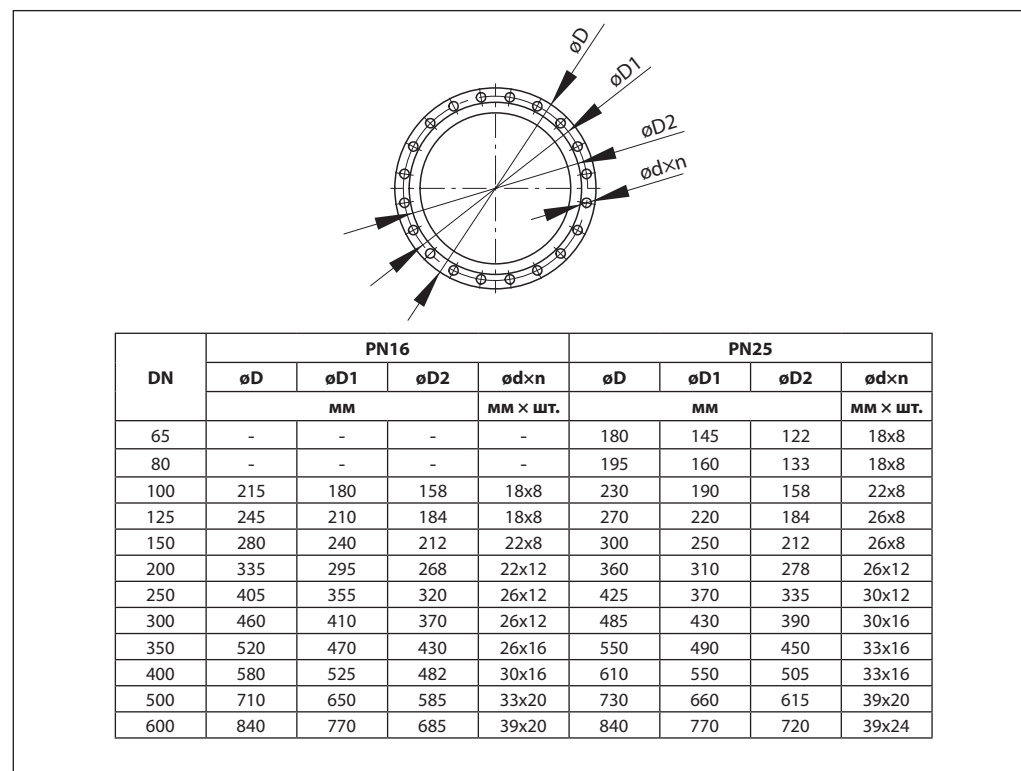 øD
øD1
øD2
ød×n
DN PN16 PN25
øD øD1 øD2 ød×n øD øD1 øD2 ød×n
мм мм × шт. мм мм × шт.
65 - - - - 180 145 122 18x8
80 - - - - 195 160 133 18x8
100 215 180 158 18x8 230 190 158 22x8
125 245 210 184 18x8 270 220 184 26x8
150 280 240 212 22x8 300 250 212 26x8
200 335 295 268 22x12 360 310 278 26x12
250 405 355 320 26x12 425 370 335 30x12
300 460 410 370 26x12 485 430 390 30x16
350 520 470 430 26x16 550 490 450 33x16
400 580 525 482 30x16 610 550 505 33x16
500 710 650 585 33x20 730 660 615 39x20
600 840 770 685 39x20 840 770 720 39x24